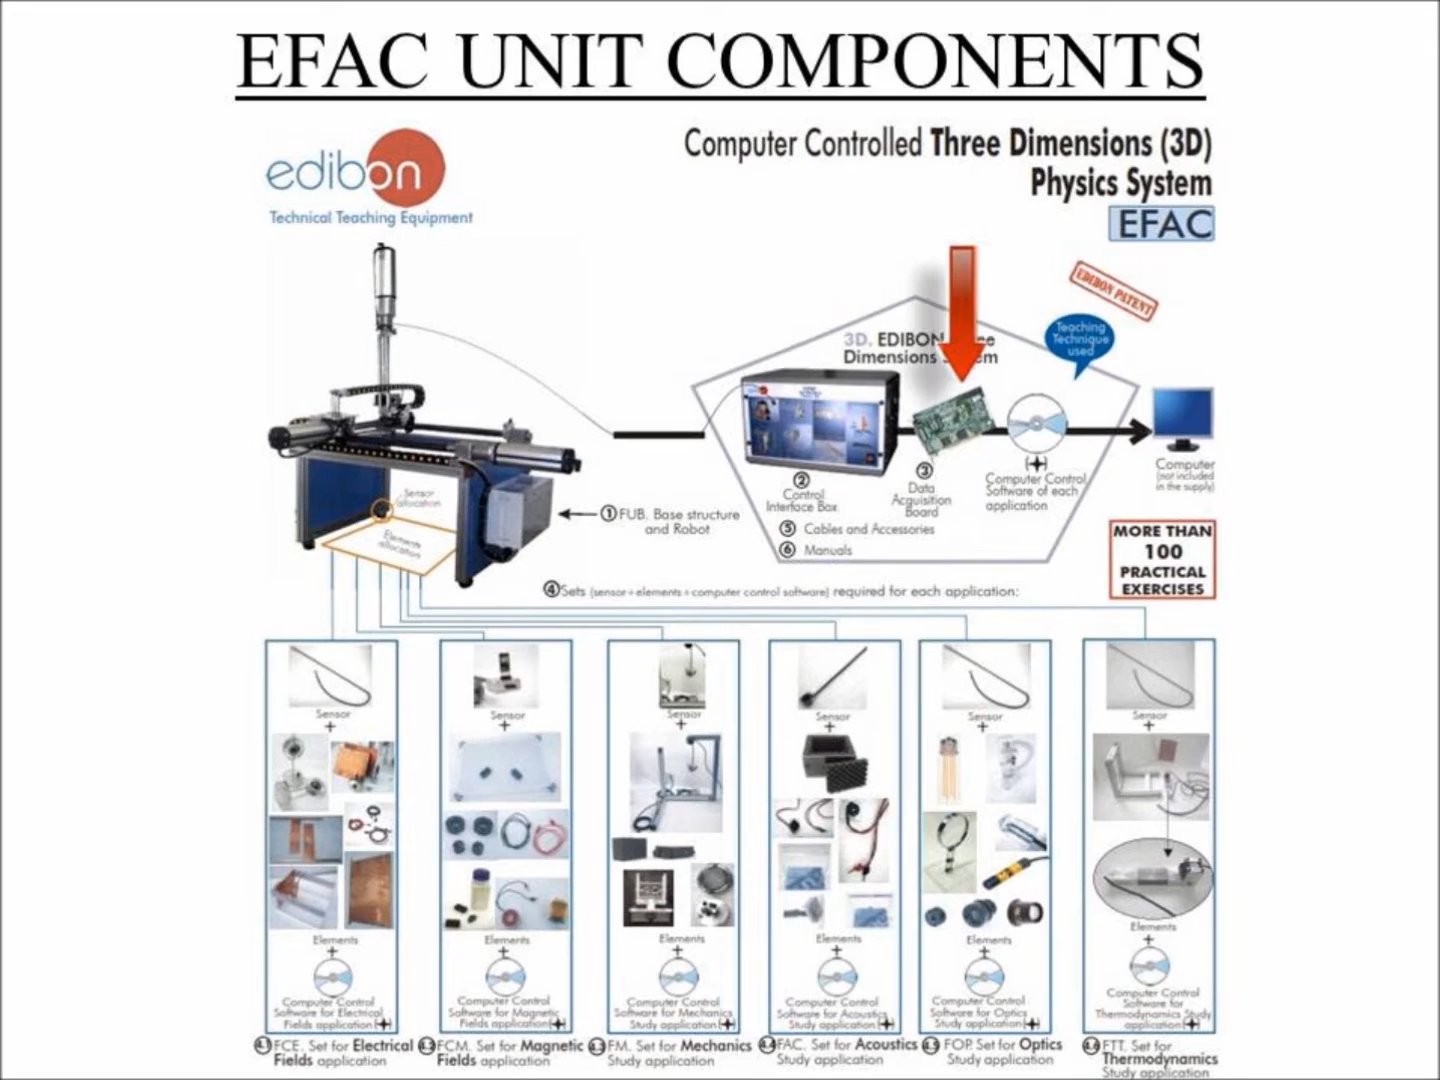 EFAC UNIT COMPONENTS
edibon
Technical Teaching Equipment
Computer Controlled Three Dimensions (3D)
Physics System
EFAC
EDIBON PATENT
Teaching
Technique
used
3D. EDIBON
Dimensions
Sensor
allocation
Elements
allocation
① FUB. Base structure
and Robot
②
Control
Interface Box
③
Data
Acquisition
Board
Computer Control
Software of each
application
Computer
(not included
in the supply)
⑤ Cables and Accessories
⑥ Manuals
MORE THAN
100
PRACTICAL
EXERCISES
④ Sets (sensor+elements+computer control software) required for each application:
Sensor
+
Elements
+
Computer Control
Software for Electrical
Fields application
4.1 FCE. Set for Electrical
Fields application
Sensor
+
Elements
+
Computer Control
Software for Magnetic
Fields application
4.2 FCM. Set for Magnetic
Fields application
Sensor
+
Elements
+
Computer Control
Software for Mechanics
Study application
4.3 FM. Set for Mechanics
Study application
Sensor
+
Elements
+
Computer Control
Software for Acoustics
Study application
4.4 FAC. Set for Acoustics
Study application
Sensor
+
Elements
+
Computer Control
Software for Optics
Study application
4.5 FOP. Set for Optics
Study application
Sensor
+
Elements
+
Computer Control
Software for
Thermodynamics Study
application
4.6 FTT. Set for
Thermodynamics
Study application